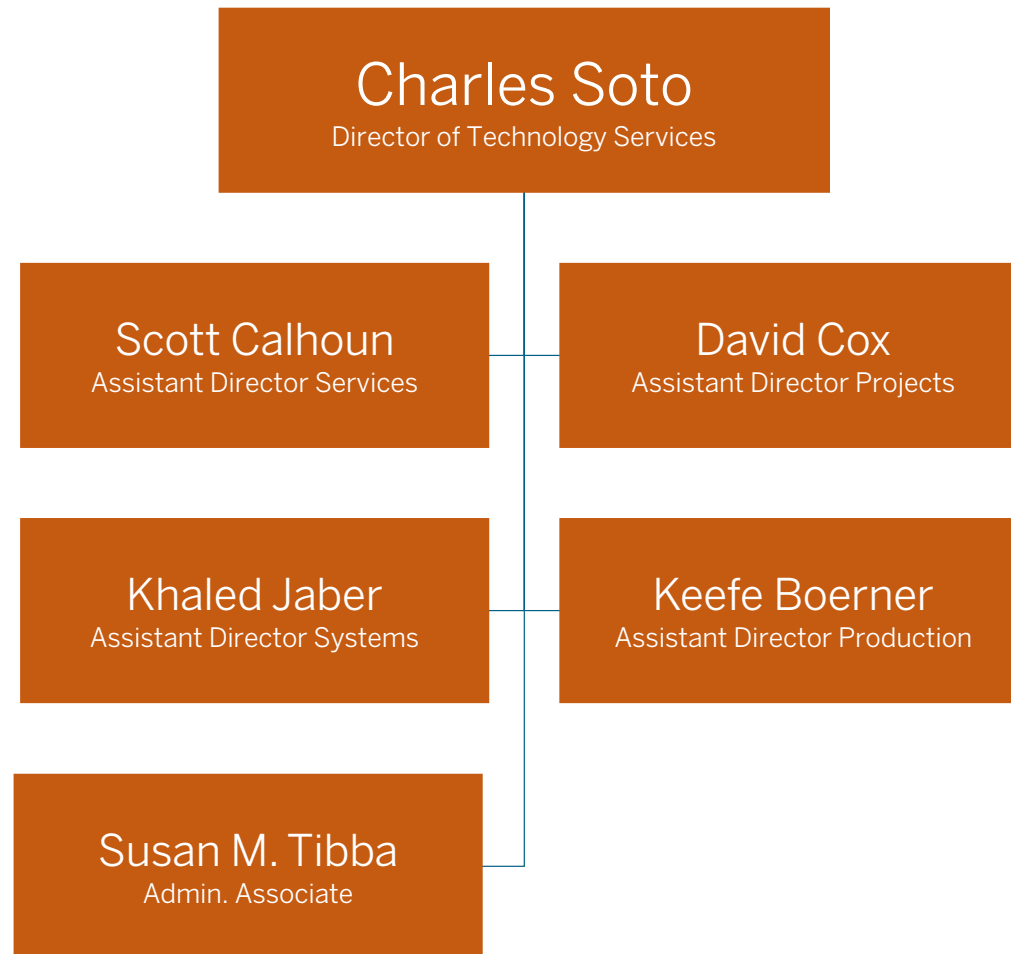 Charles Soto
Director of Technology Services
Scott Calhoun
Assistant Director Services
David Cox
Assistant Director Projects
Khaled Jaber
Assistant Director Systems
Keefe Boerner
Assistant Director Production
Susan M. Tibba
Admin. Associate